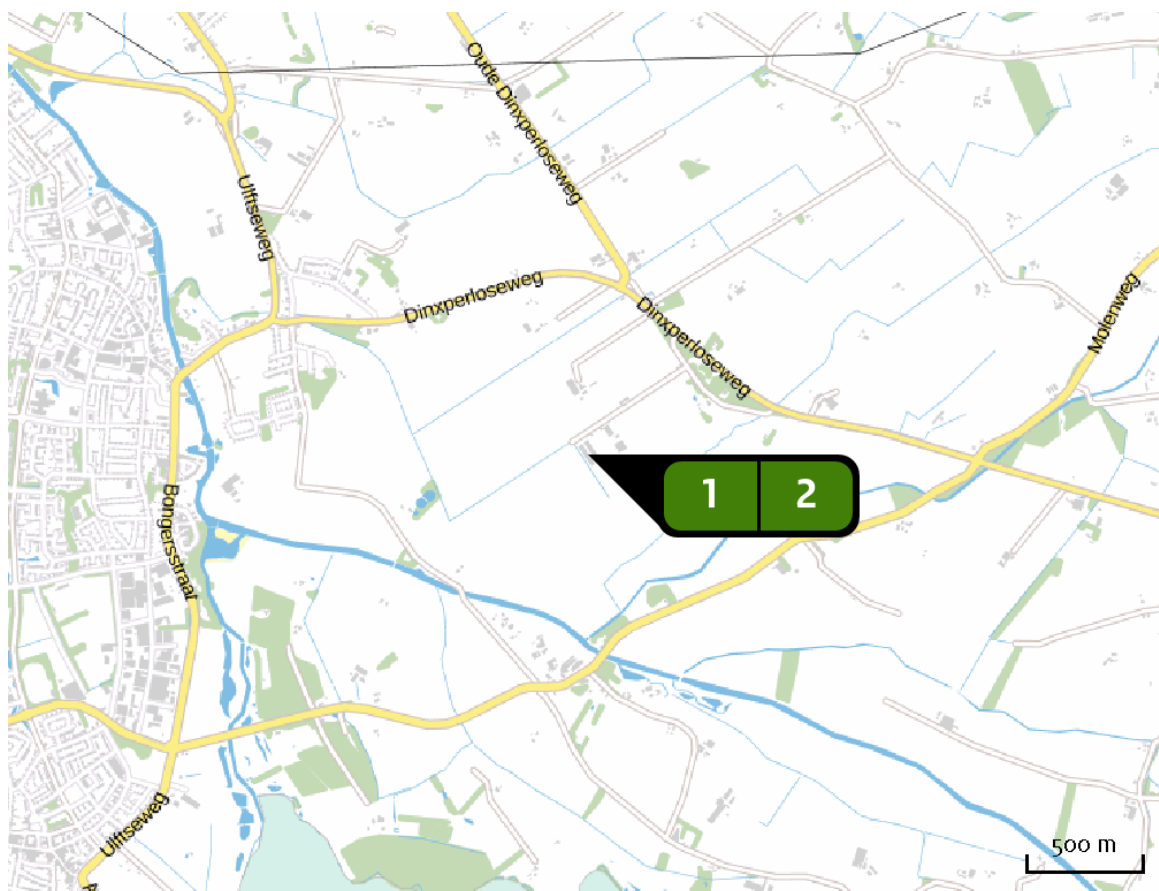 Oude Dinxperloseweg
Ulftseweg
Dinxperloseweg
Dinxperloseweg
Molenweg
1 2
Bongersstraat
Ulftseweg
A
500 m